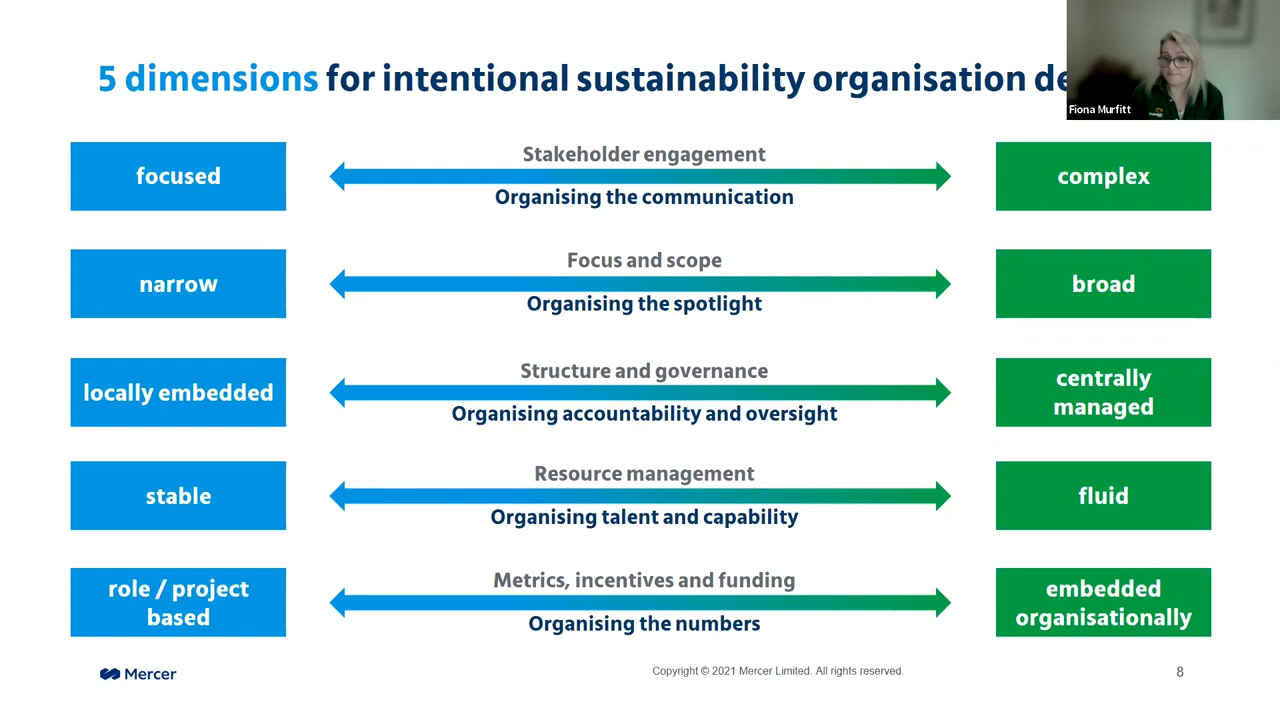 5 dimensions for intentional sustainability organisation
Fiona Murfitt
focused
Stakeholder engagement
Organising the communication
complex
narrow
Focus and scope
Organising the spotlight
broad
locally embedded
Structure and governance
Organising accountability and oversight
centrally
managed
stable
Resource management
Organising talent and capability
fluid
role / project
based
Metrics, incentives and funding
Organising the numbers
embedded
organisationally
Mercer
Copyright © 2021 Mercer Limited. All rights reserved.
8